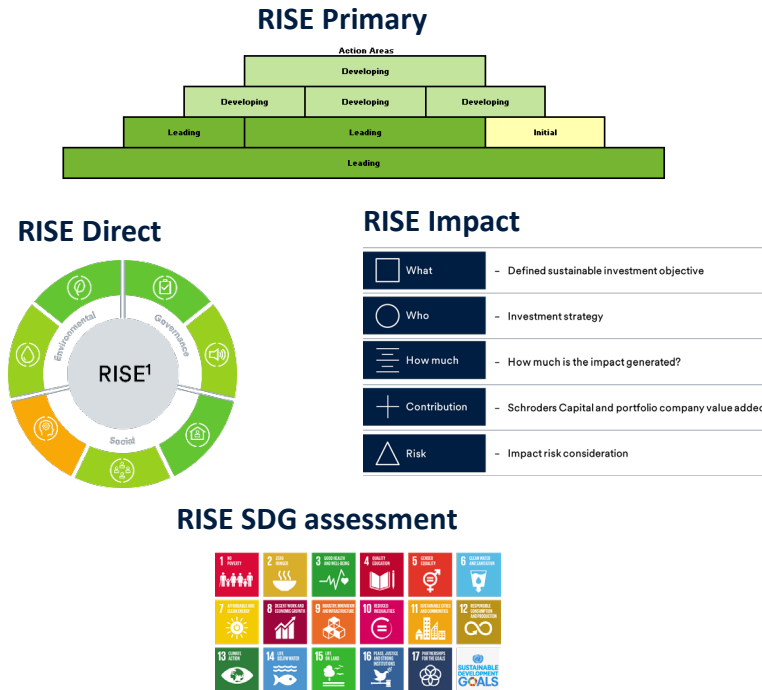 RISE Primary
Action Areas
Developing
Developing Developing Developing
Leading Leading Initial
Leading
RISE Direct
Environmental
Governance
Social
RISE¹
RISE Impact
What – Defined sustainable investment objective
Who – Investment strategy
How much – How much is the impact generated?
Contribution – Schroders Capital and portfolio company value added
Risk – Impact risk consideration
RISE SDG assessment
1 NO POVERTY
2 ZERO HUNGER
3 GOOD HEALTH AND WELL-BEING
4 QUALITY EDUCATION
5 GENDER EQUALITY
6 CLEAN WATER AND SANITATION
7 AFFORDABLE AND CLEAN ENERGY
8 DECENT WORK AND ECONOMIC GROWTH
9 INDUSTRY, INNOVATION AND INFRASTRUCTURE
10 REDUCED INEQUALITIES
11 SUSTAINABLE CITIES AND COMMUNITIES
12 RESPONSIBLE CONSUMPTION AND PRODUCTION
13 CLIMATE ACTION
14 LIFE BELOW WATER
15 LIFE ON LAND
16 PEACE, JUSTICE AND STRONG INSTITUTIONS
17 PARTNERSHIPS FOR THE GOALS
SUSTAINABLE
DEVELOPMENT
GOALS